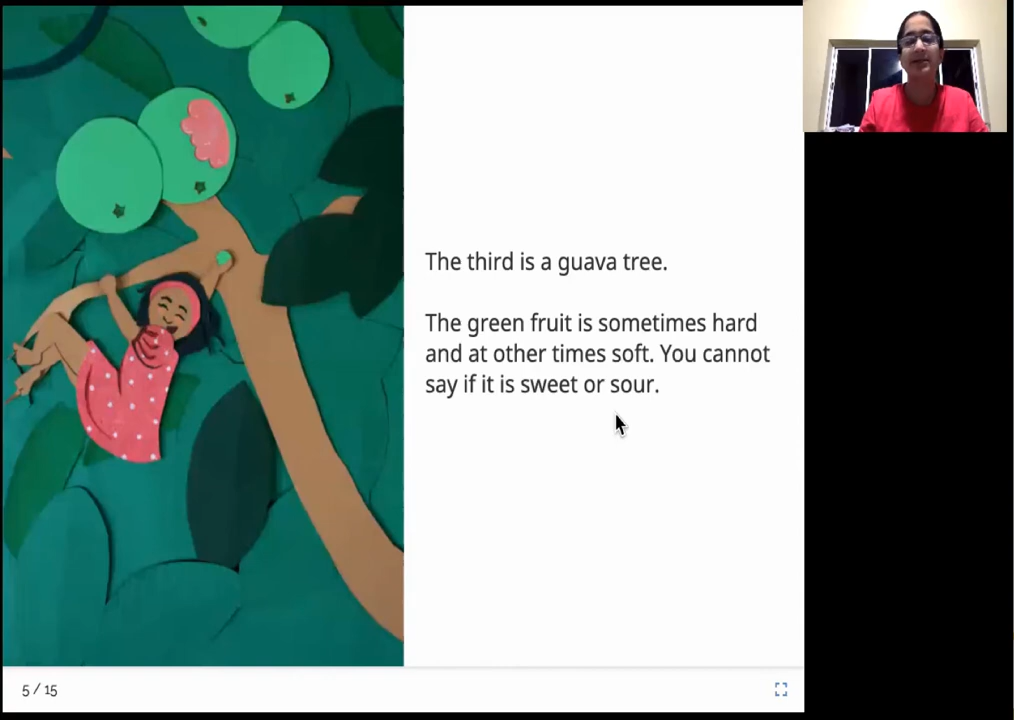 The third is a guava tree.
The green fruit is sometimes hard
and at other times soft. You cannot
say if it is sweet or sour.
5 / 15